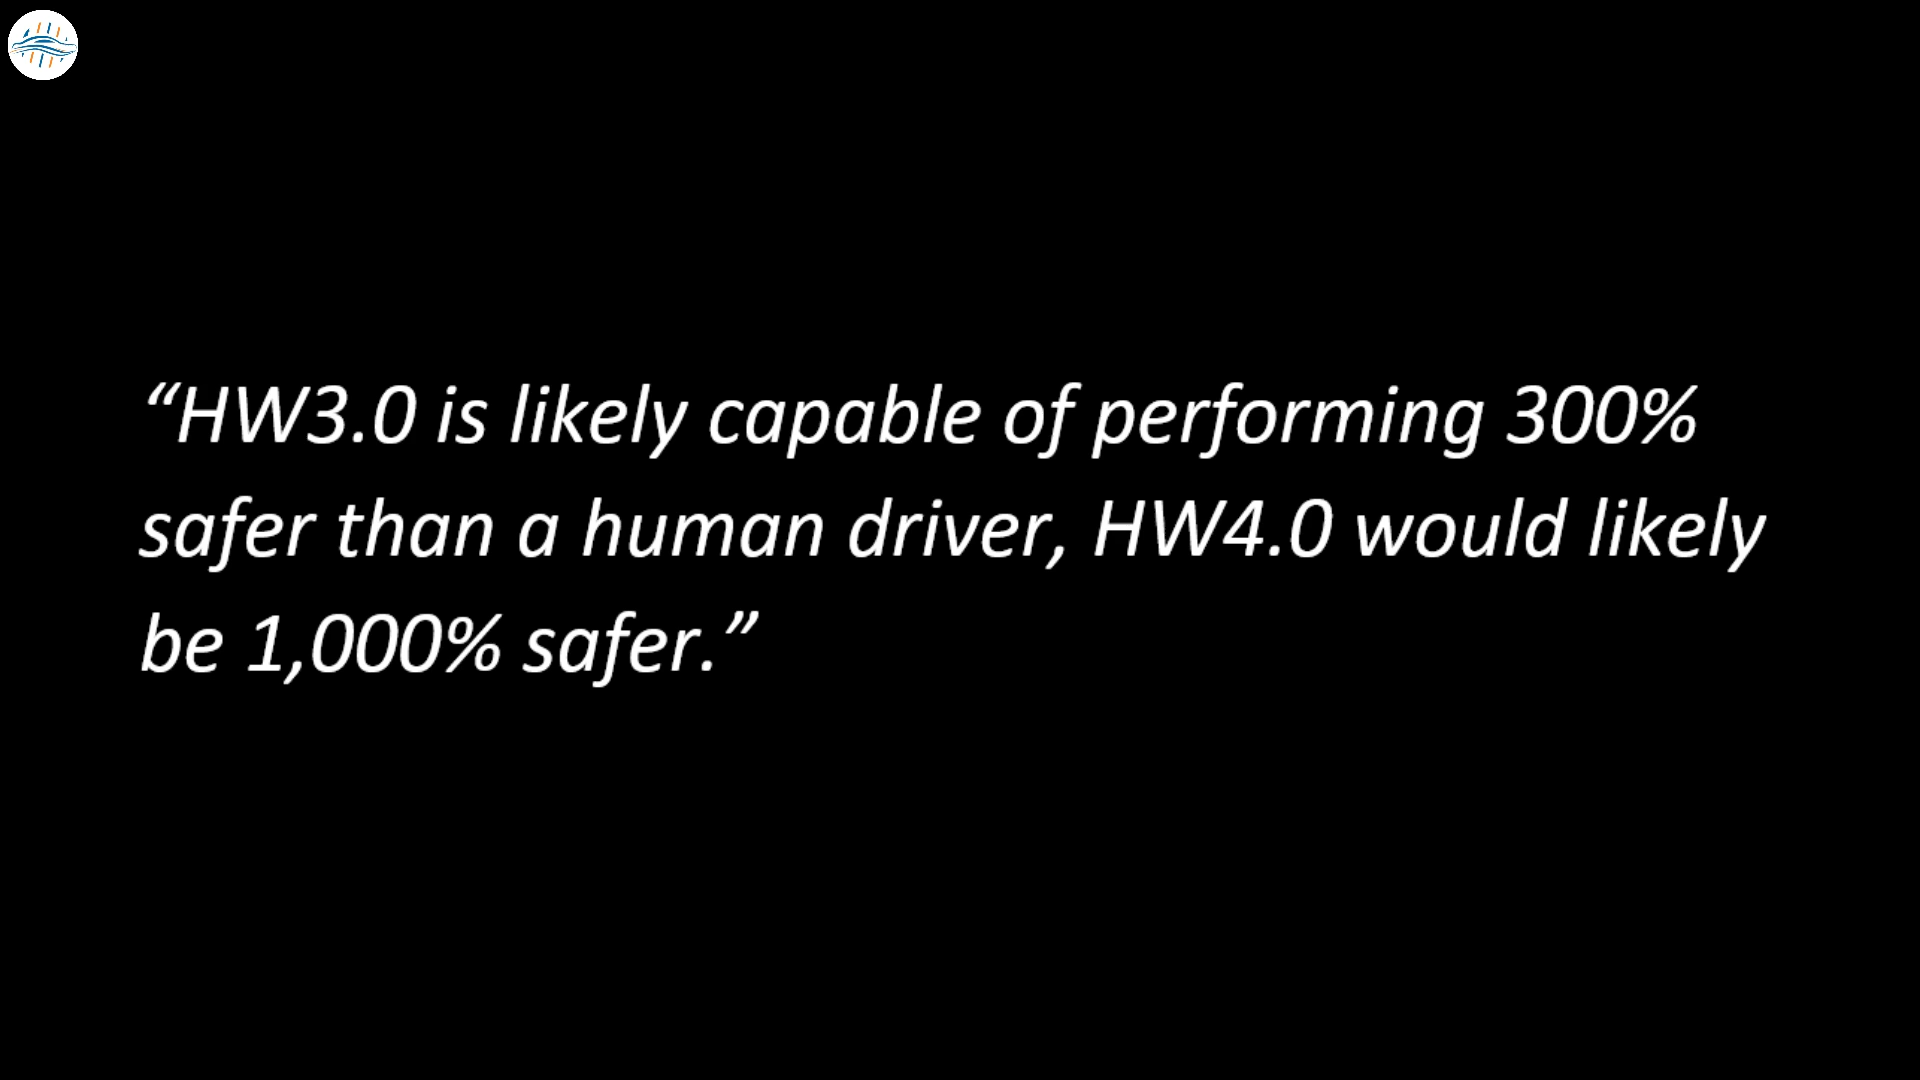 “HW3.0 is likely capable of performing 300%
safer than a human driver, HW4.0 would likely
be 1,000% safer.”